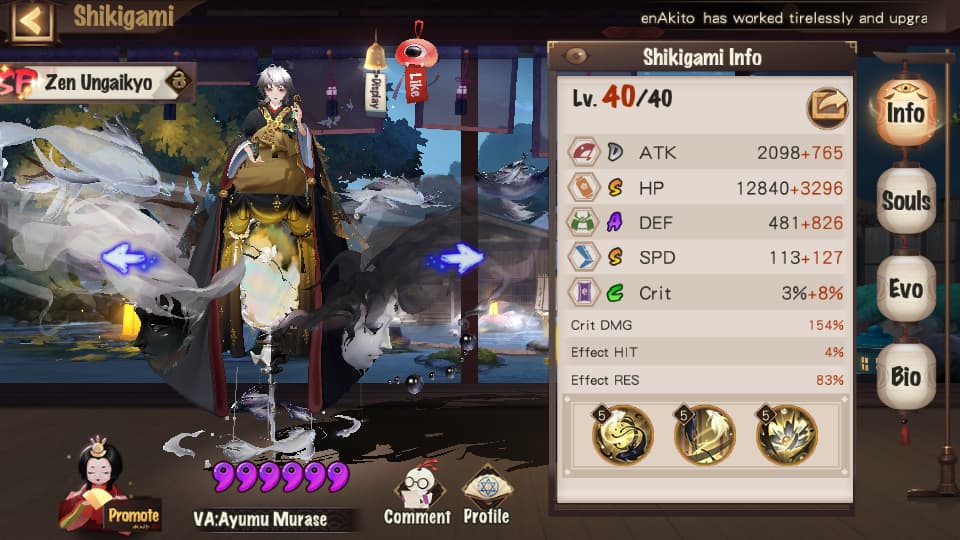 Shikigami
enAkito has worked tirelessly and upgra
SP Zen Ungaikyo
Display
Like
Shikigami Info
Lv. 40/40
D ATK 2098+765
S HP 12840+3296
A DEF 481+826
S SPD 113+127
C Crit 3%+8%
Crit DMG 154%
Effect HIT 4%
Effect RES 83%
5 5 5
Info
Souls
Evo
Bio
Promote
VA:Ayumu Murase
Comment
Profile